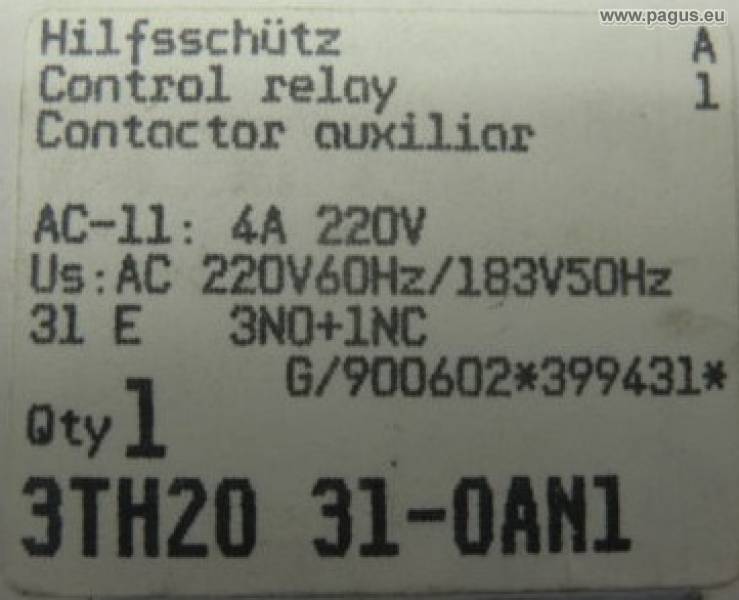 www.pagus.eu
Hilfsschütz A
Control relay 1
Contactor auxiliar
AC-11: 4A 220V
Us:AC 220V60Hz/183V50Hz
31 E 3NO+1NC
G/900602*399431*
Qty 1
3TH20 31-0AN1